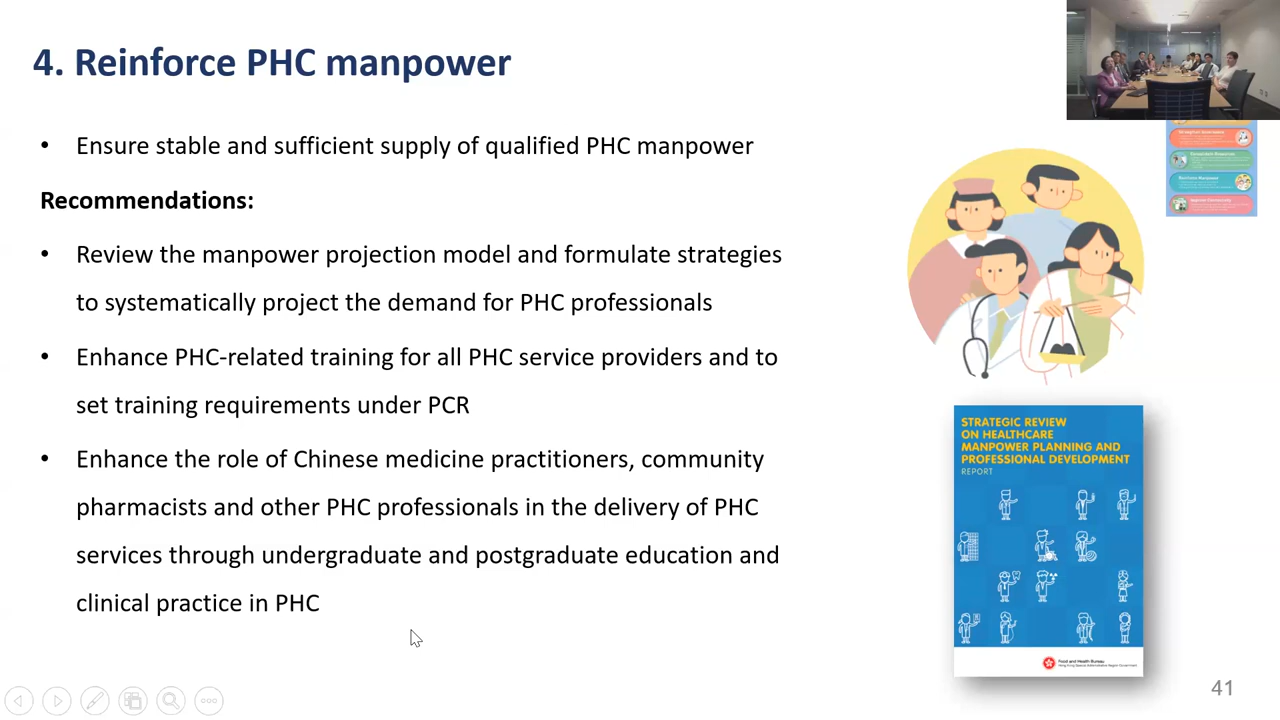 4. Reinforce PHC manpower
• Ensure stable and sufficient supply of qualified PHC manpower
Recommendations:
• Review the manpower projection model and formulate strategies
to systematically project the demand for PHC professionals
• Enhance PHC-related training for all PHC service providers and to
set training requirements under PCR
• Enhance the role of Chinese medicine practitioners, community
pharmacists and other PHC professionals in the delivery of PHC
services through undergraduate and postgraduate education and
clinical practice in PHC
STRATEGIC REVIEW
ON HEALTHCARE
MANPOWER PLANNING AND
PROFESSIONAL DEVELOPMENT
REPORT
Food and Health Bureau
41